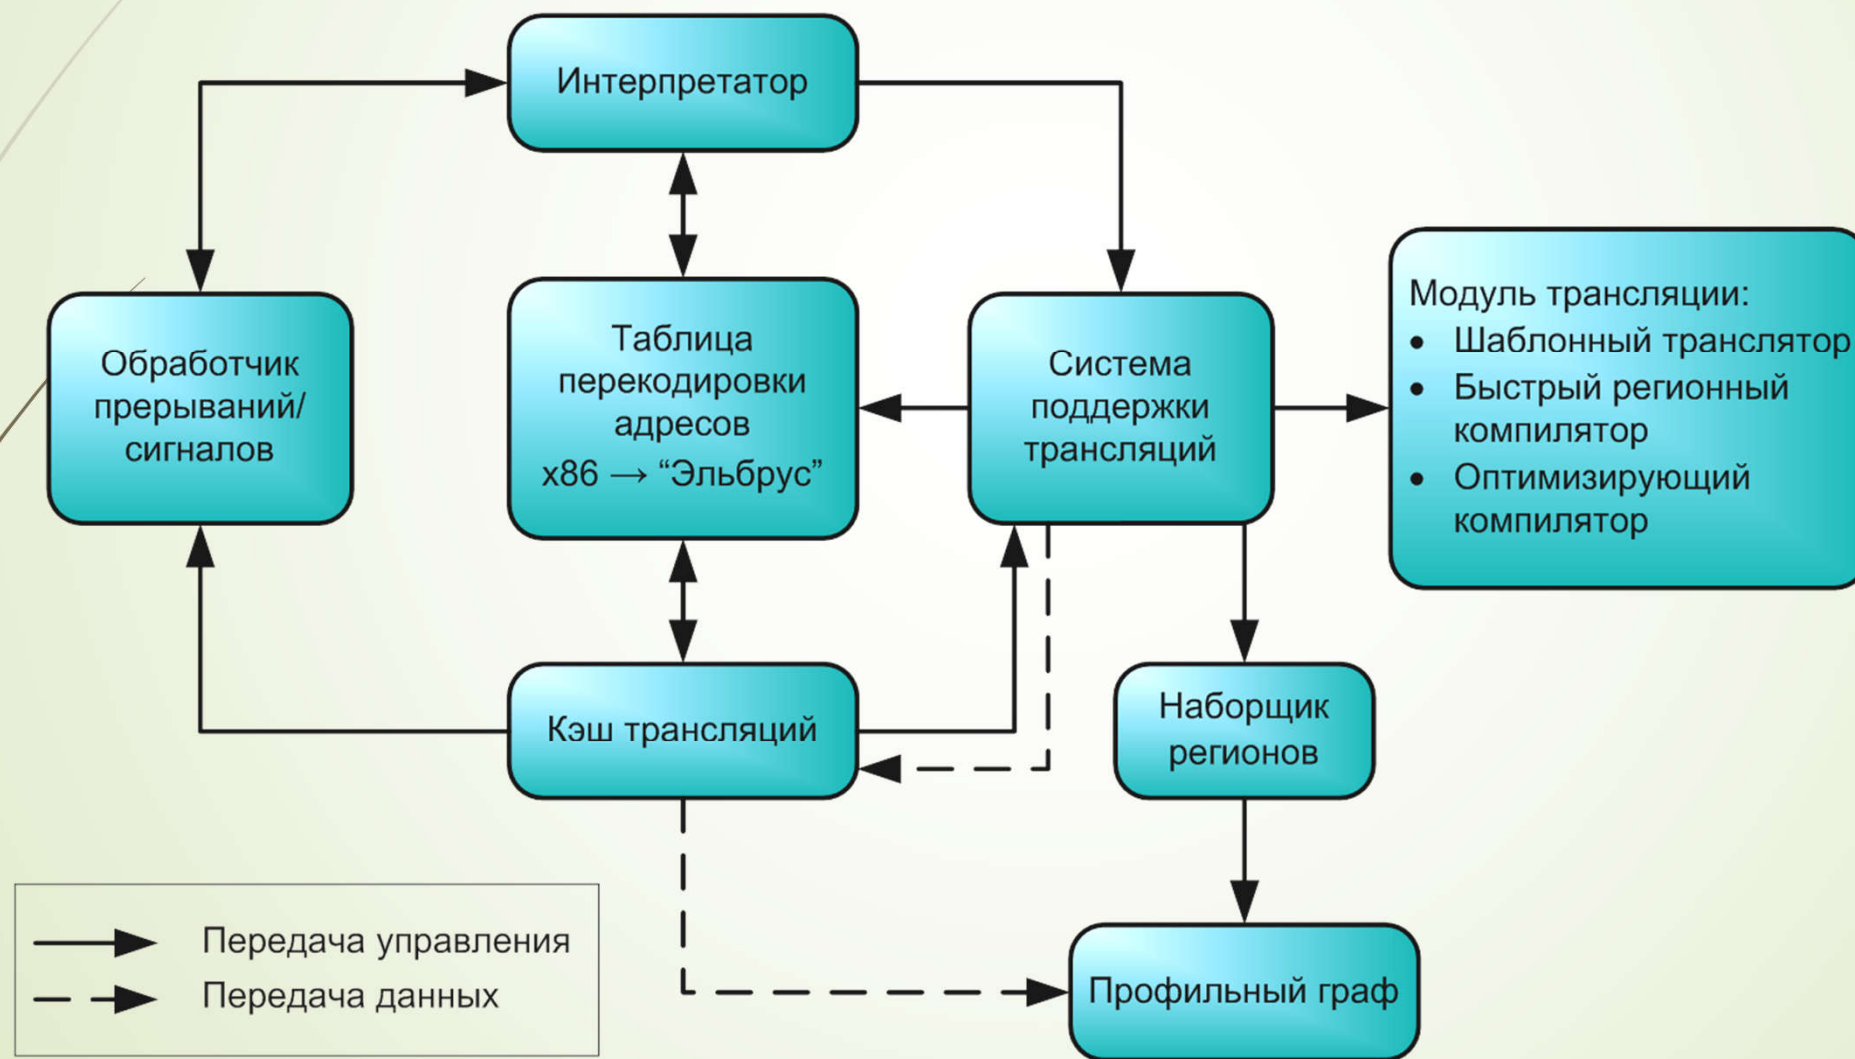 Интерпретатор
Обработчик
прерываний/
сигналов
Таблица
перекодировки
адресов
x86 → “Эльбрус”
Система
поддержки
трансляций
Модуль трансляции:
• Шаблонный транслятор
• Быстрый регионный
компилятор
• Оптимизирующий
компилятор
Кэш трансляций
Наборщик
регионов
Профильный граф
Передача управления
Передача данных